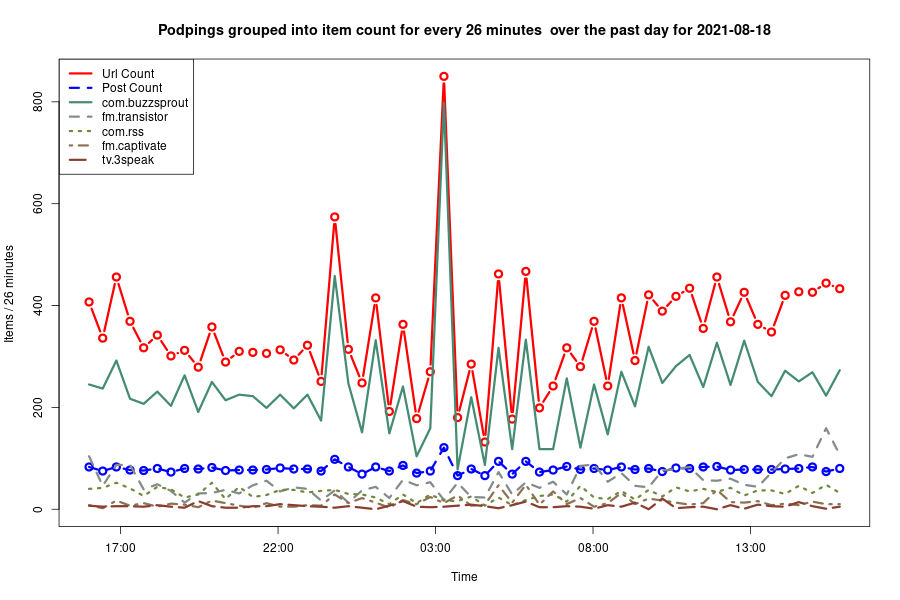 Podpings grouped into item count for every 26 minutes  over the past day for 2021-08-18
Url Count
Post Count
com.buzzsprout
fm.transistor
com.rss
fm.captivate
tv.3speak
Items / 26 minutes
800
600
400
200
0
17:00 22:00 03:00 08:00 13:00
Time